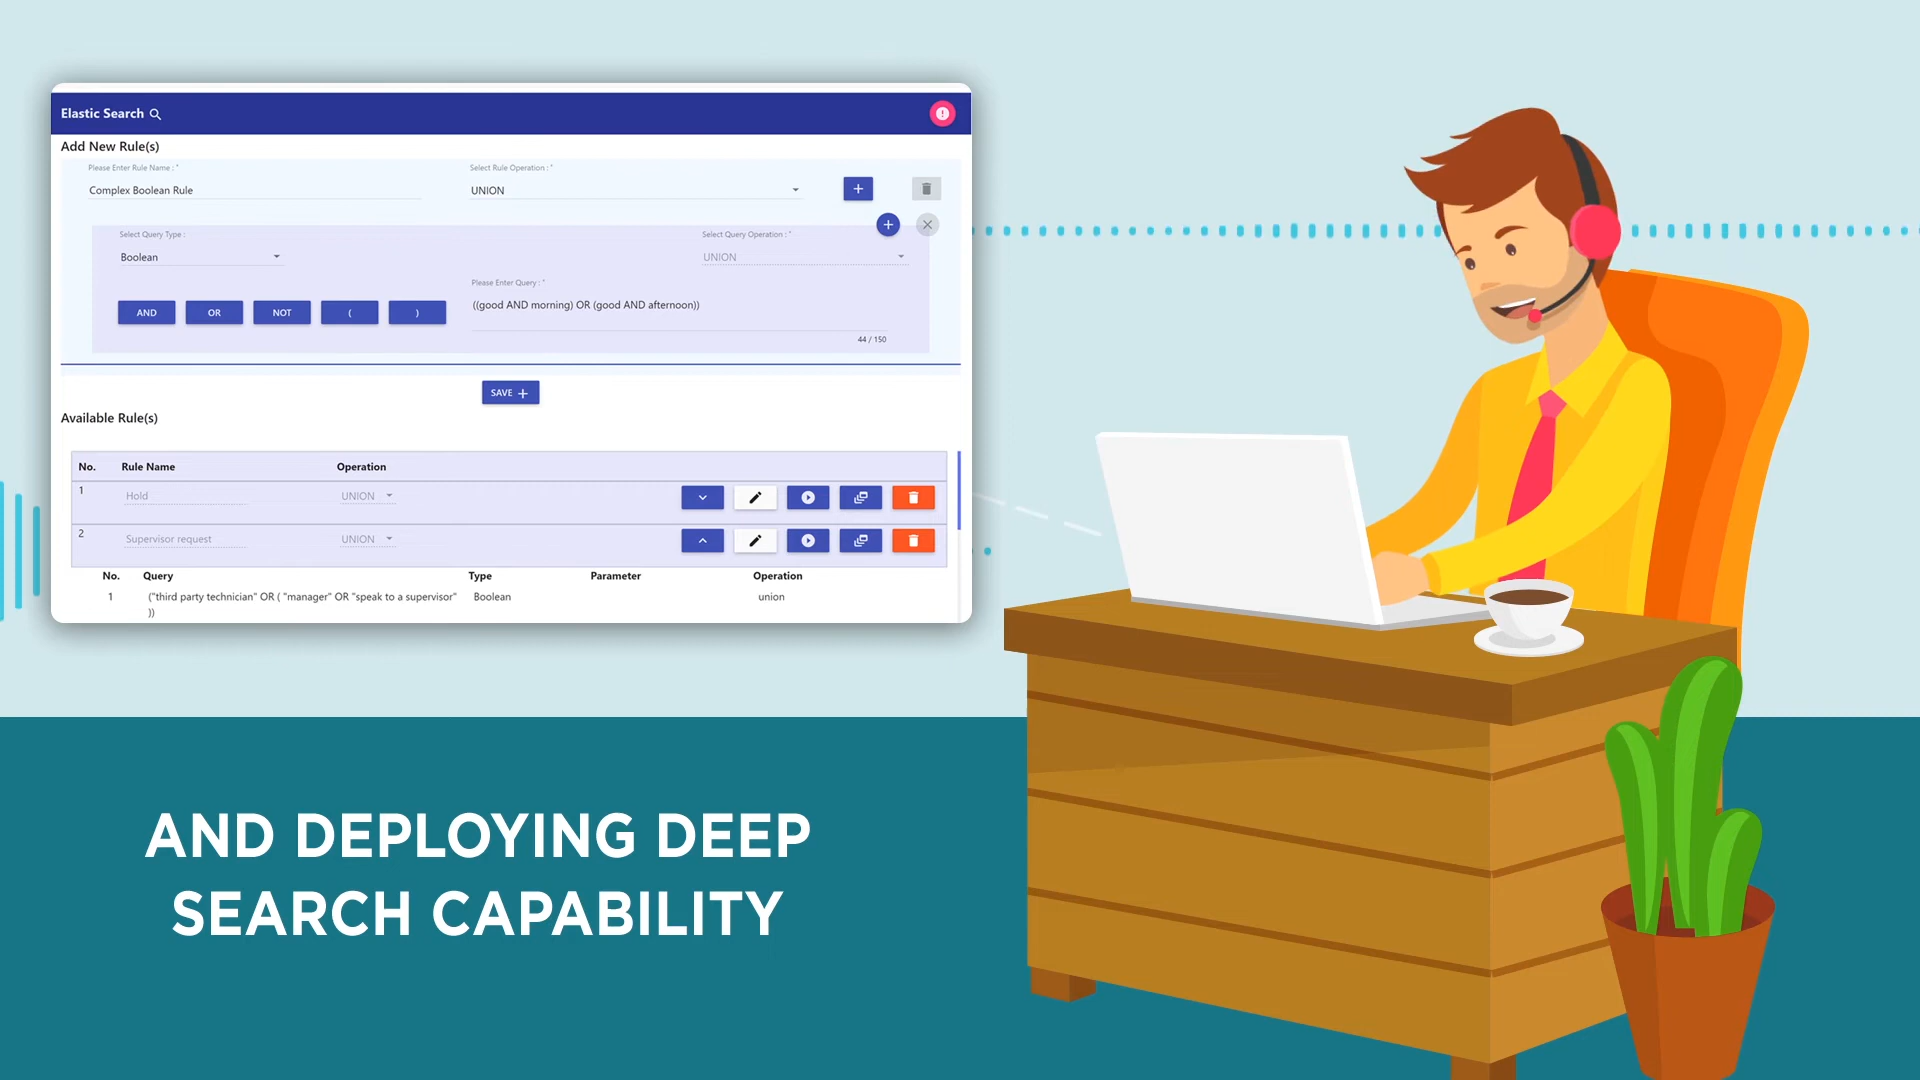 Elastic Search
Add New Rule(s)
Please Enter Rule Name : *
Select Rule Operation : *
Complex Boolean Rule
UNION
Select Query Type :
Select Query Operation : *
Boolean
UNION
Please Enter Query : *
((good AND morning) OR (good AND afternoon))
AND OR NOT ( )
44 / 150
SAVE +
Available Rule(s)
No. Rule Name Operation
1 Hold UNION
2 Supervisor request UNION
No. Query Type Parameter Operation
1 ("third party technician" OR ( "manager" OR "speak to a supervisor" Boolean union
))
AND DEPLOYING DEEP
SEARCH CAPABILITY